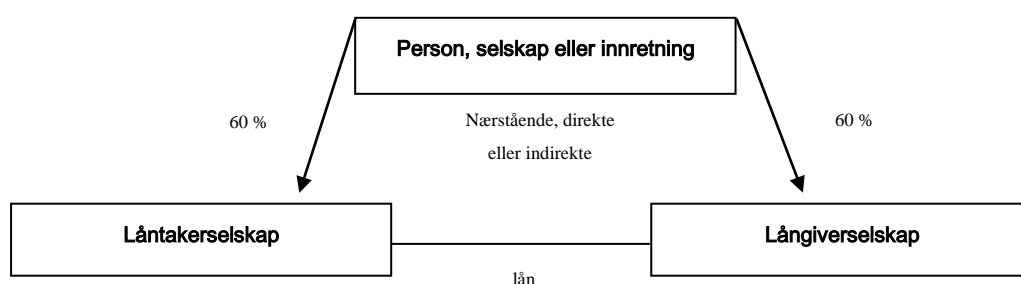 Person, selskap eller innretning
60 %
Nærstående, direkte
eller indirekte
60 %
Låntakerselskap
Långiverselskap
lån